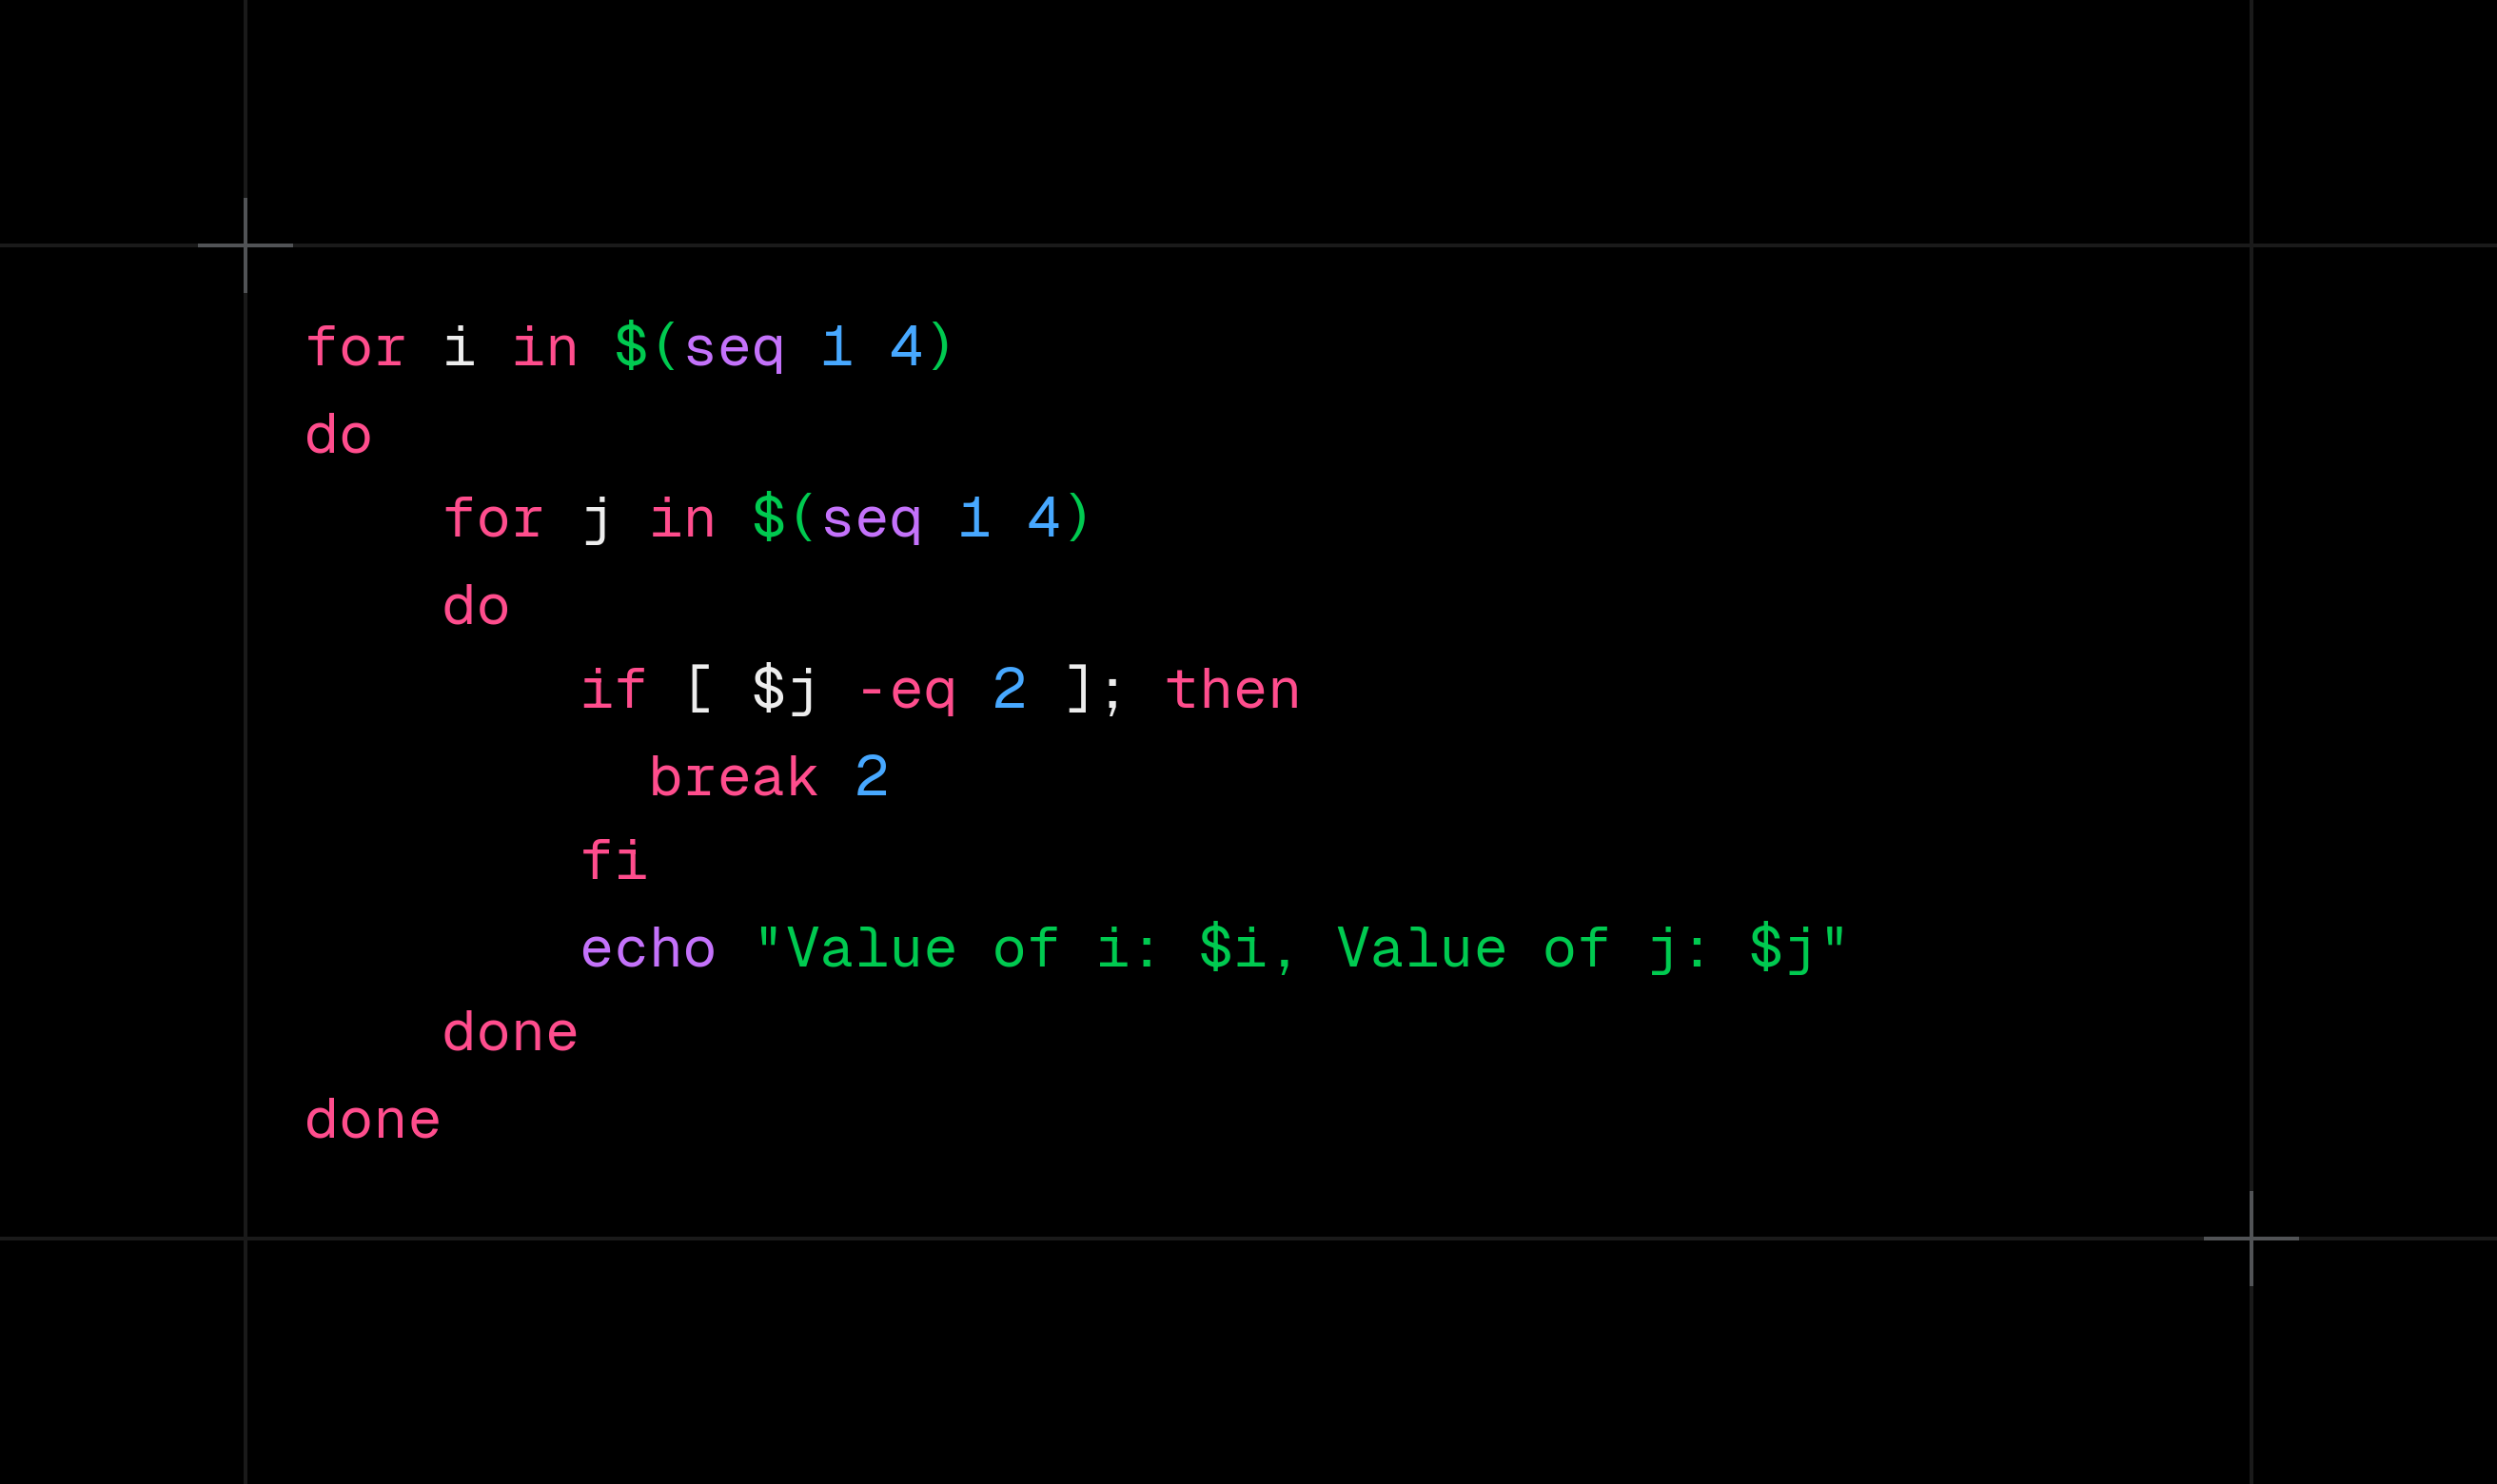 for i in $(seq 1 4)
do
    for j in $(seq 1 4)
    do
        if [ $j -eq 2 ]; then
          break 2
        fi
        echo "Value of i: $i, Value of j: $j"
    done
done